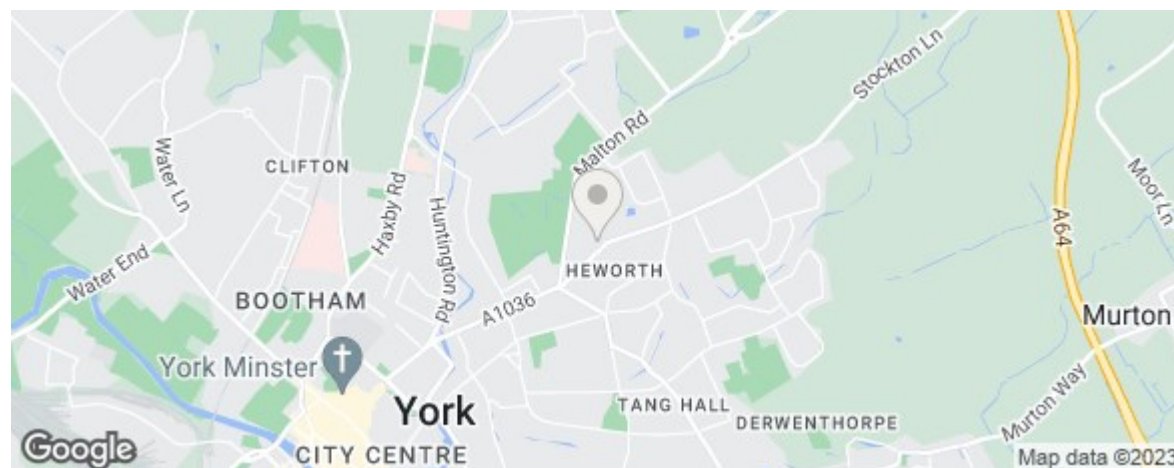 Stockton Ln
Malton Rd
CLIFTON
Water Ln
Haxby Rd
Huntington Rd
Moor Ln
A64
Water End
HEWORTH
BOOTHAM
A1036
Murton
York Minster
York
TANG HALL
DERWENTHORPE
Murton Way
CITY CENTRE
Google
Map data ©2023